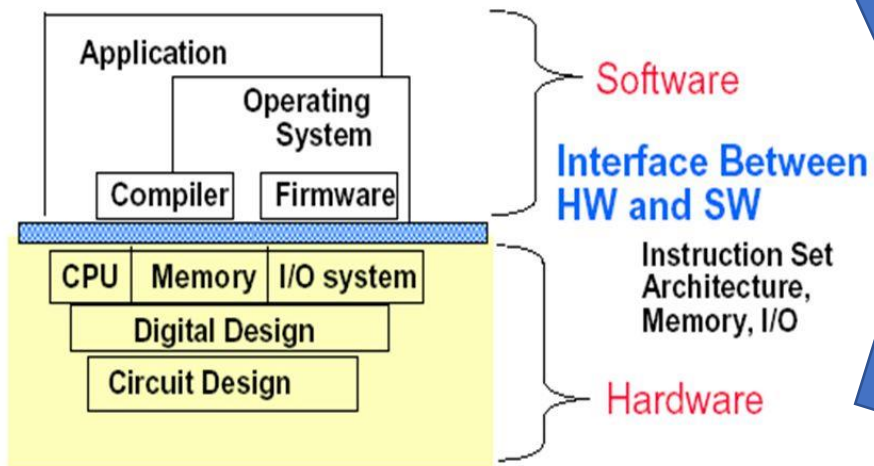 Application
Operating
System
Compiler
Firmware
Software
Interface Between
HW and SW
Instruction Set
Architecture,
Memory, I/O
CPU
Memory
I/O system
Digital Design
Circuit Design
Hardware